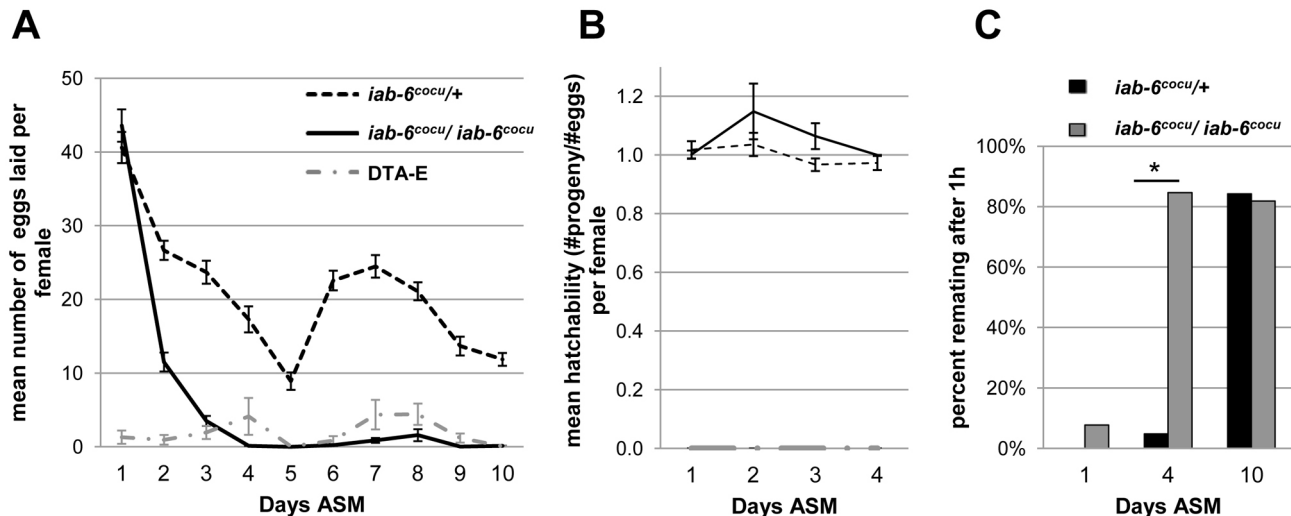 A
mean number of eggs laid per
female
50
40
30
20
10
0
iab-6cocu/+
iab-6cocu/ iab-6cocu
DTA-E
1 2 3 4 5 6 7 8 9 10
Days ASM
B
mean hatchability (#progeny/#eggs)
per female
1.2
1.0
0.8
0.6
0.4
0.2
0.0
1 2 3 4
Days ASM
C
iab-6cocu/+
iab-6cocu/ iab-6cocu
percent remating after 1h
100%
80%
60%
40%
20%
0%
*
1 4 10
Days ASM